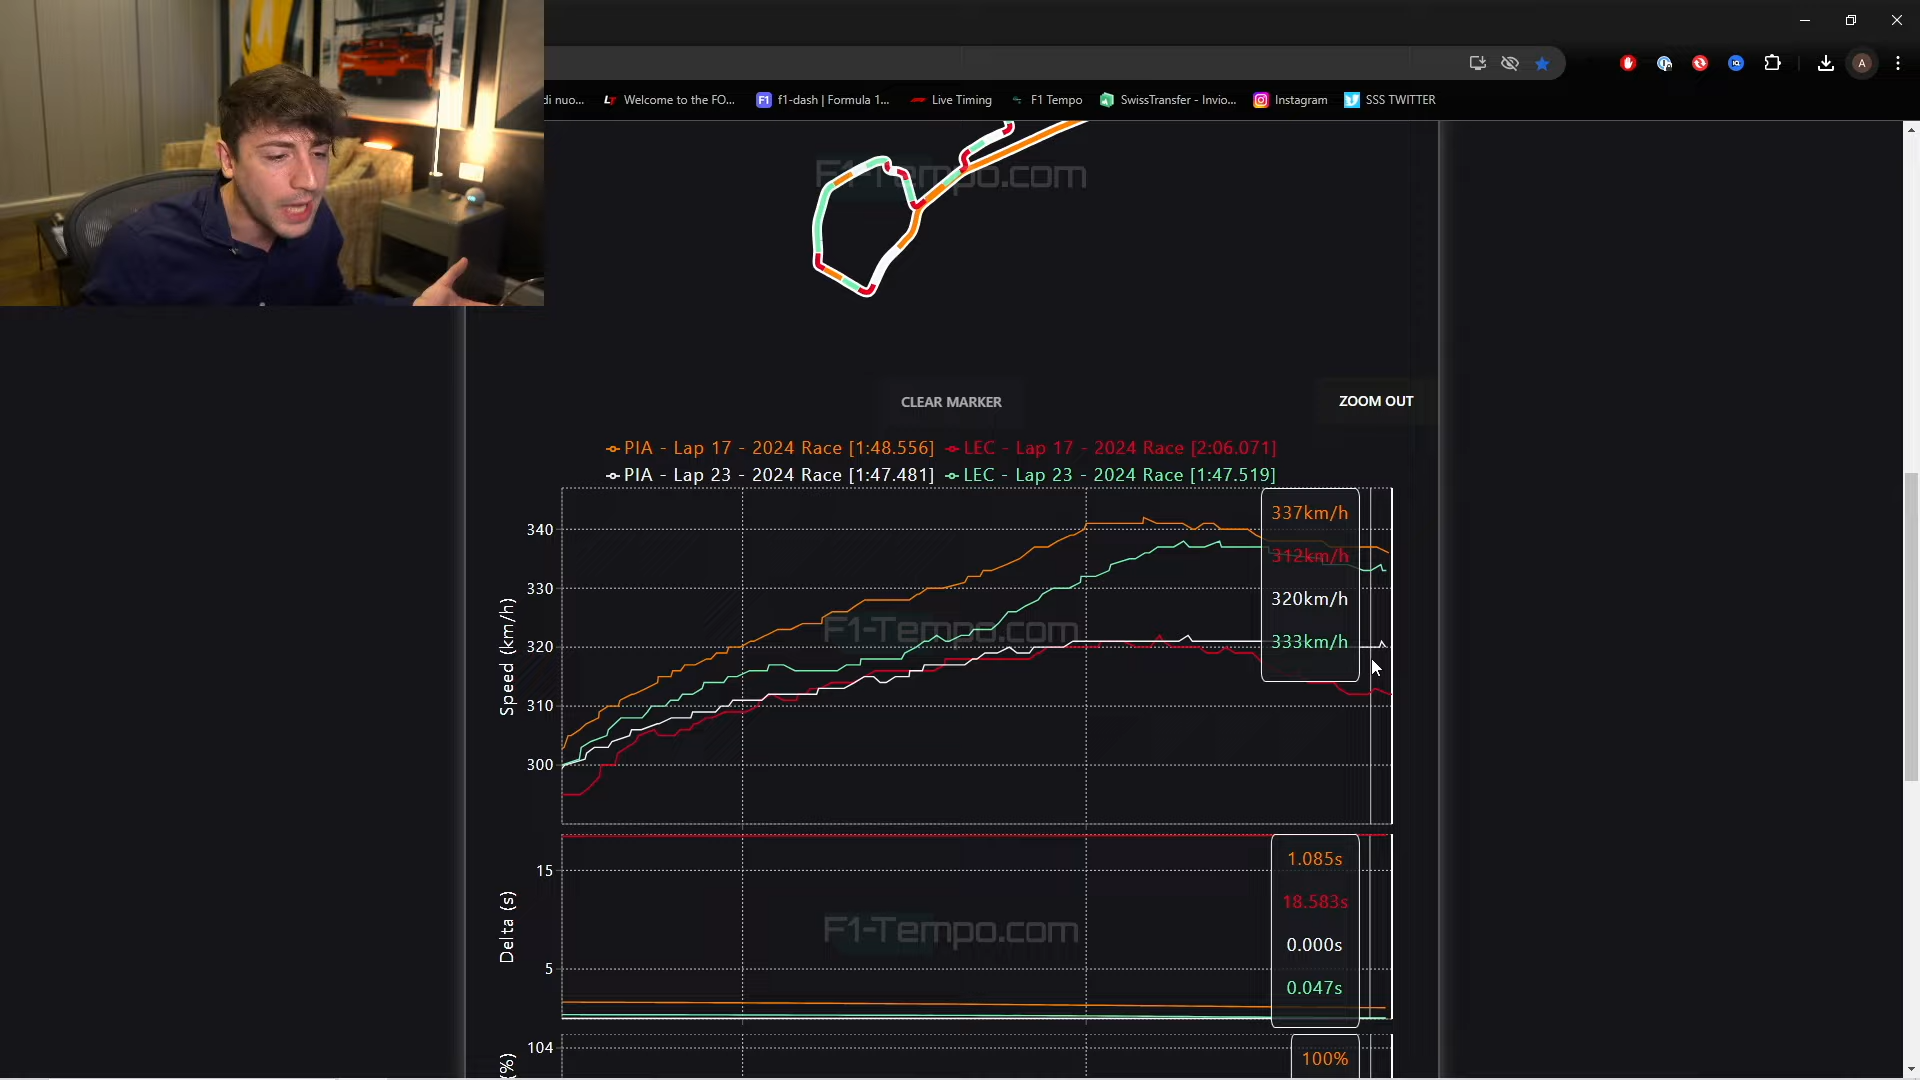 A
di nuo...
Welcome to the FO...
F1
f1-dash | Formula 1...
Live Timing
F1 Tempo
SwissTransfer - Invio...
Instagram
SSS TWITTER
F1-Tempo.com
CLEAR MARKER
ZOOM OUT
PIA - Lap 17 - 2024 Race [1:48.556]
LEC - Lap 17 - 2024 Race [2:06.071]
PIA - Lap 23 - 2024 Race [1:47.481]
LEC - Lap 23 - 2024 Race [1:47.519]
340
330
320
310
300
Speed (km/h)
F1-Tempo.com
337km/h
312km/h
320km/h
333km/h
15
5
Delta (s)
F1-Tempo.com
1.085s
18.583s
0.000s
0.047s
104
(%)
100%